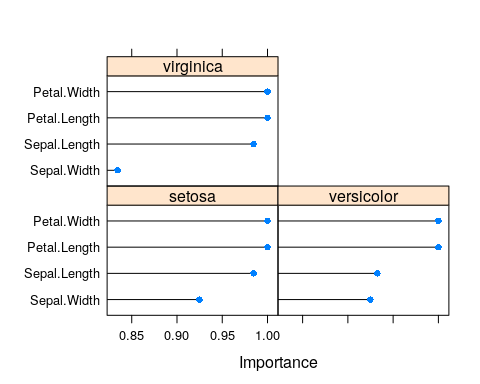 virginica
Petal.Width
Petal.Length
Sepal.Length
Sepal.Width
setosa versicolor
Petal.Width
Petal.Length
Sepal.Length
Sepal.Width
0.85 0.90 0.95 1.00
Importance